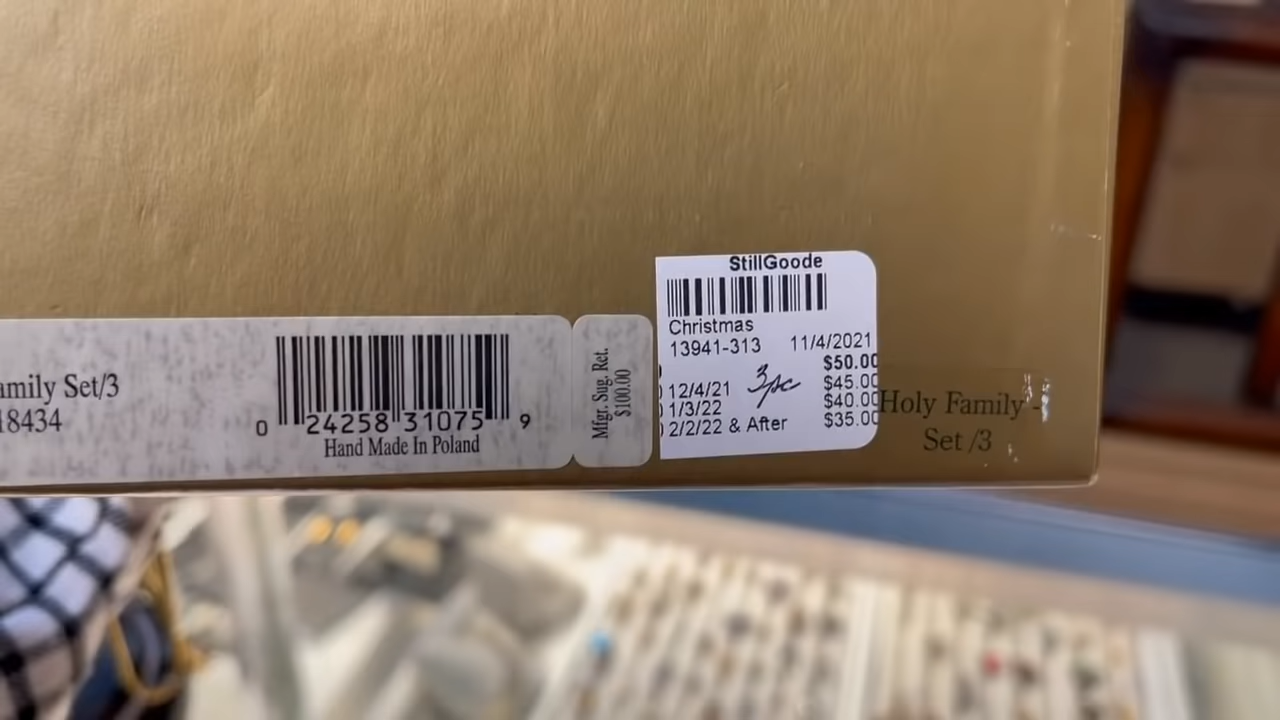 amily Set/3
18434
0 24258 31075 9
Hand Made In Poland
Mfgr. Sug. Ret.
$100.00
StillGoode
Christmas
13941-313 11/4/2021
$50.00
12/4/21 3pc $45.00
1/3/22 $40.00
2/2/22 & After $35.00
Holy Family -
Set /3